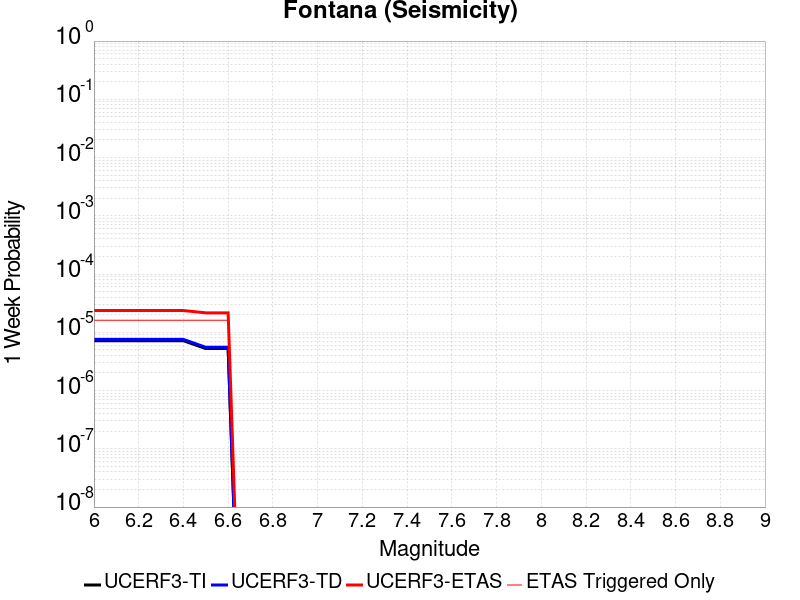 Fontana (Seismicity)
1 Week Probability
10^0
10^-1
10^-2
10^-3
10^-4
10^-5
10^-6
10^-7
10^-8
6 6.2 6.4 6.6 6.8 7 7.2 7.4 7.6 7.8 8 8.2 8.4 8.6 8.8 9
Magnitude
UCERF3-TI UCERF3-TD UCERF3-ETAS ETAS Triggered Only